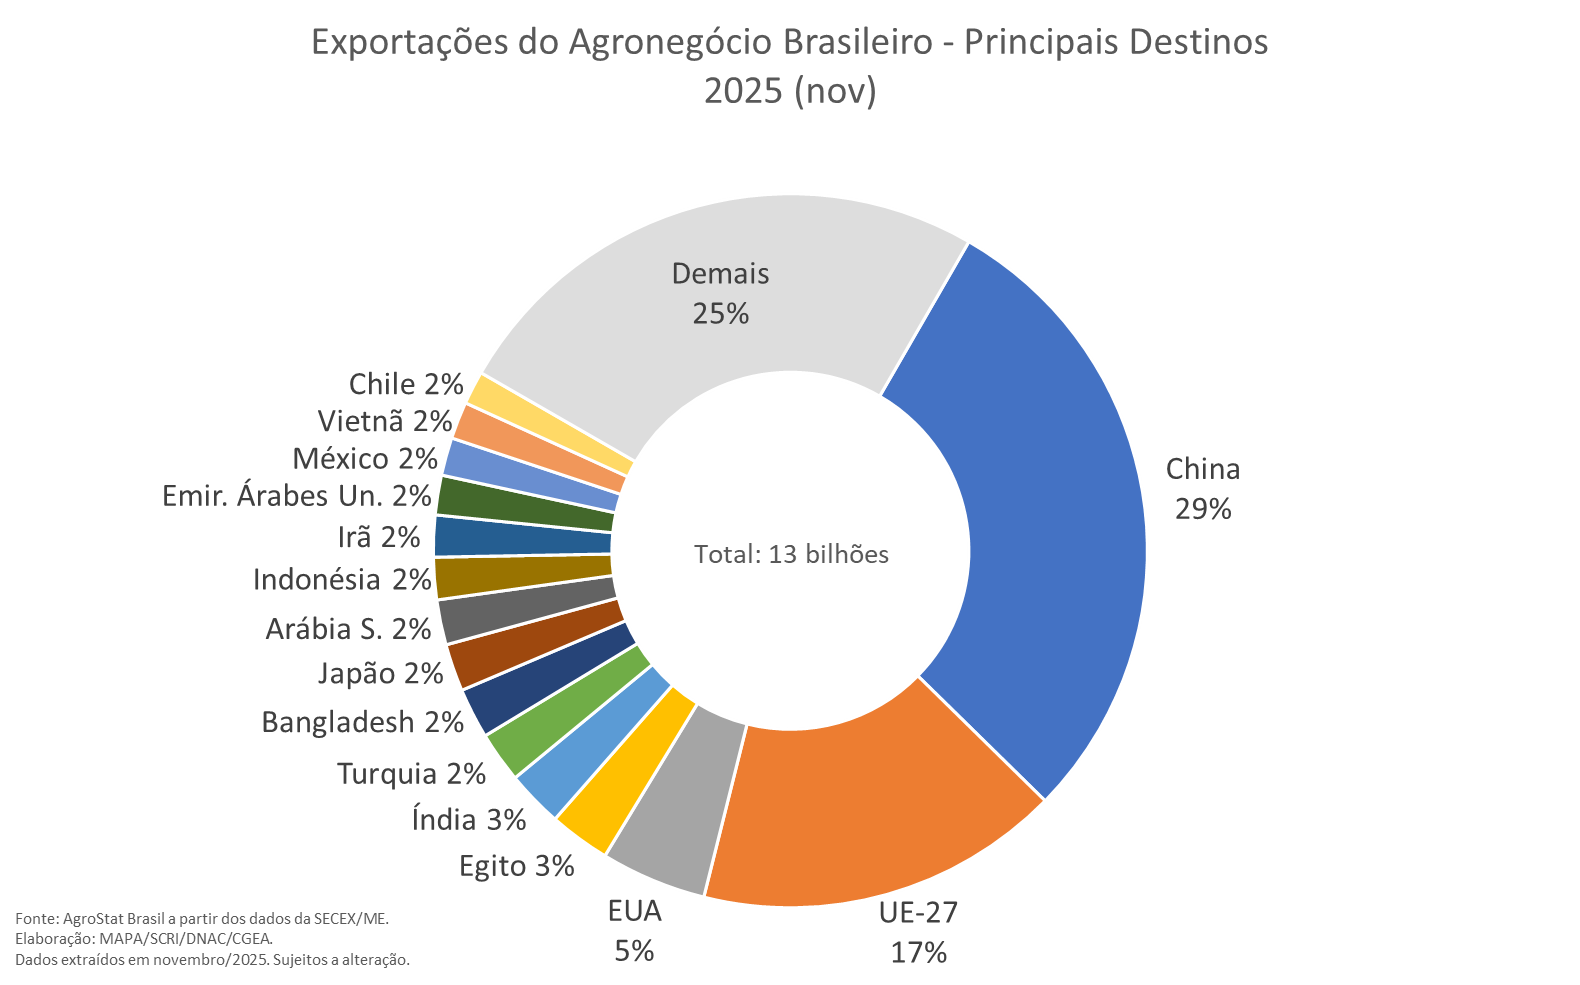 Exportações do Agronegócio Brasileiro - Principais Destinos
2025 (nov)
Demais
25%
Chile 2%
Vietnã 2%
México 2%
Emir. Árabes Un. 2%
Irã 2%
Indonésia 2%
Arábia S. 2%
Japão 2%
Bangladesh 2%
Turquia 2%
Índia 3%
Egito 3%
EUA
5%
UE-27
17%
China
29%
Total: 13 bilhões
Fonte: AgroStat Brasil a partir dos dados da SECEX/ME.
Elaboração: MAPA/SCRI/DNAC/CGEA.
Dados extraídos em novembro/2025. Sujeitos a alteração.